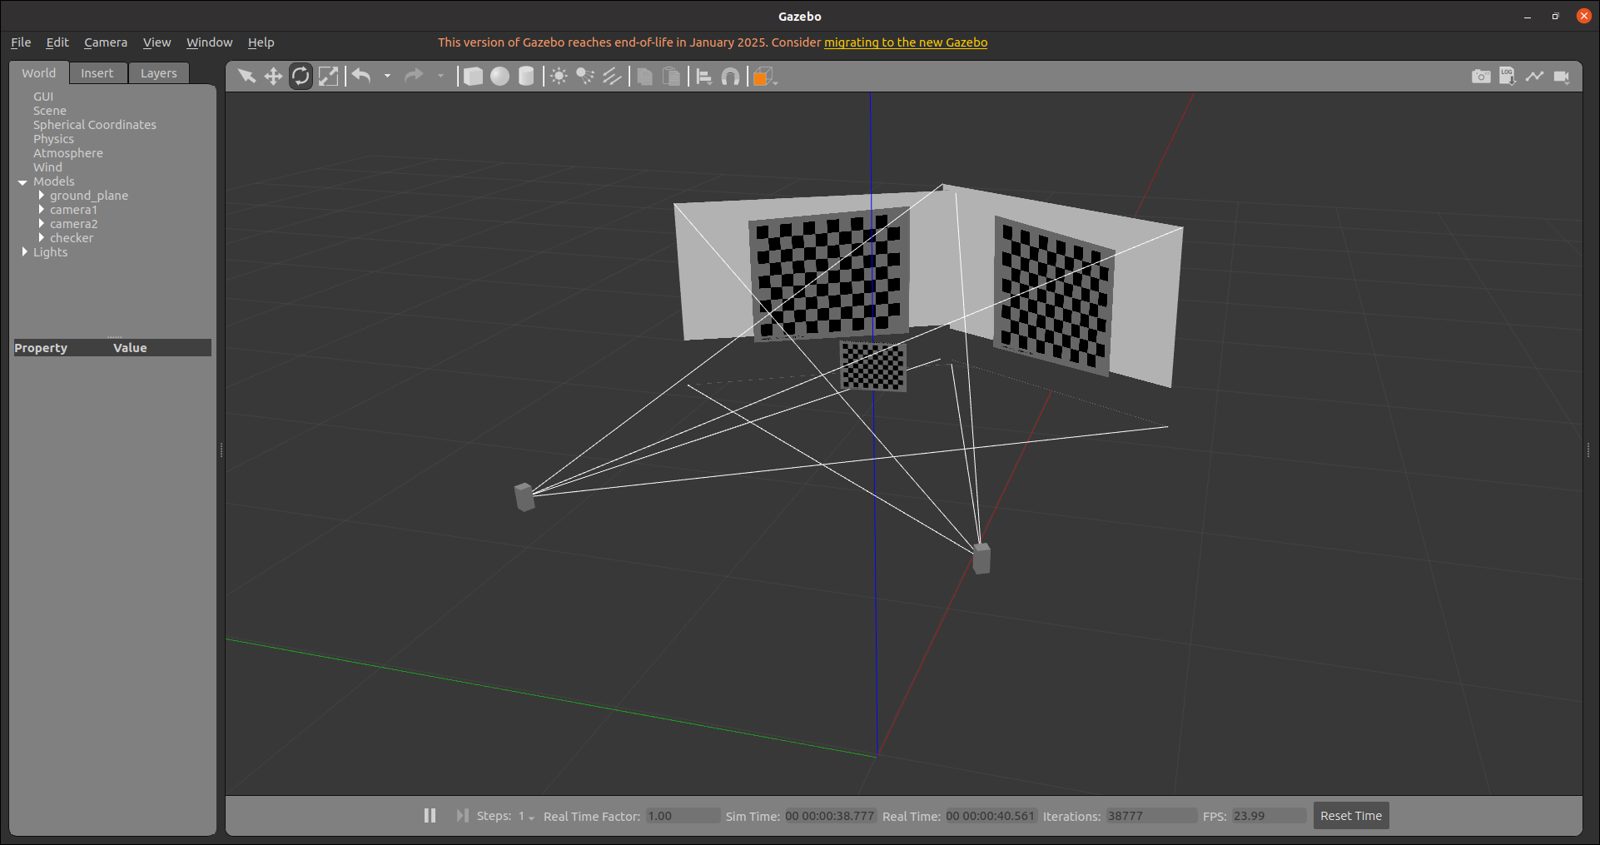 Gazebo
File Edit Camera View Window Help
This version of Gazebo reaches end-of-life in January 2025. Consider migrating to the new Gazebo
World Insert Layers
GUI
Scene
Spherical Coordinates
Physics
Atmosphere
Wind
Models
ground_plane
camera1
camera2
checker
Lights
Property Value
LOG
Steps: 1 Real Time Factor: 1.00 Sim Time: 00 00:00:38.777 Real Time: 00 00:00:40.561 Iterations: 38777 FPS: 23.99 Reset Time